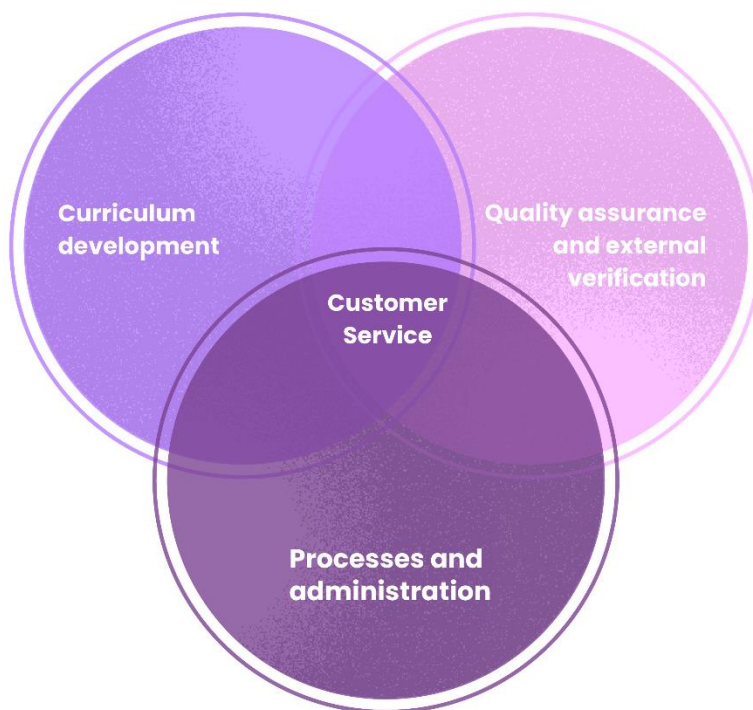 Curriculum
development
Quality assurance
and external
verification
Customer
Service
Processes and
administration